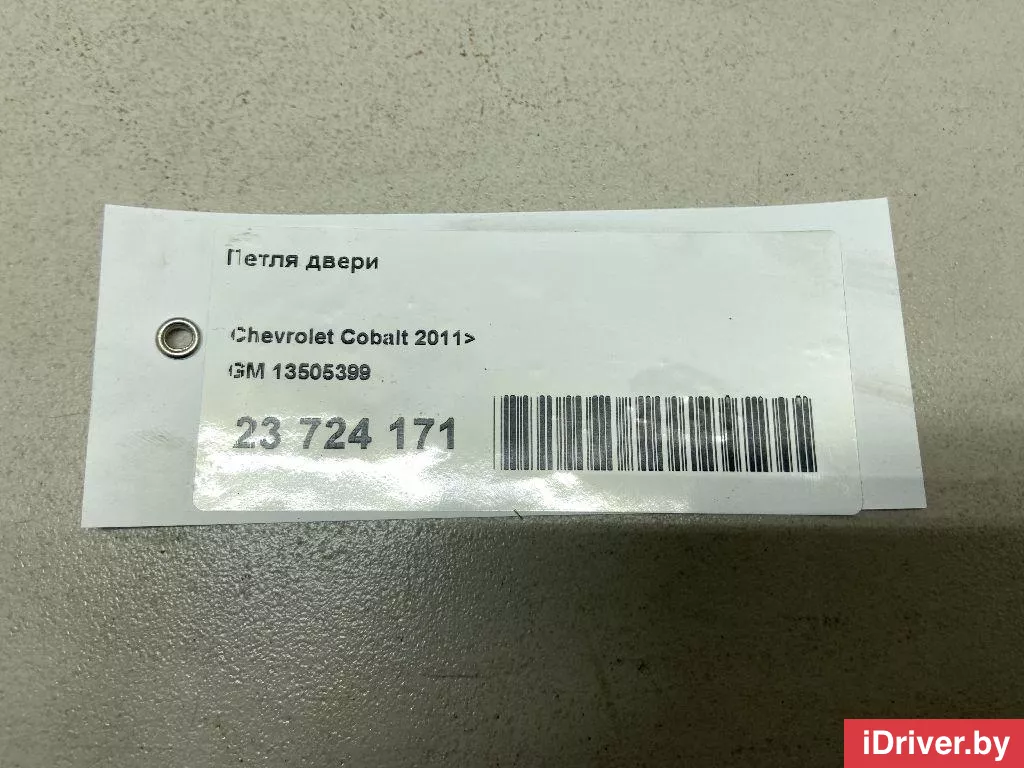 Петля двери
Chevrolet Cobalt 2011>
GM 13505399
23 724 171
iDriver.by